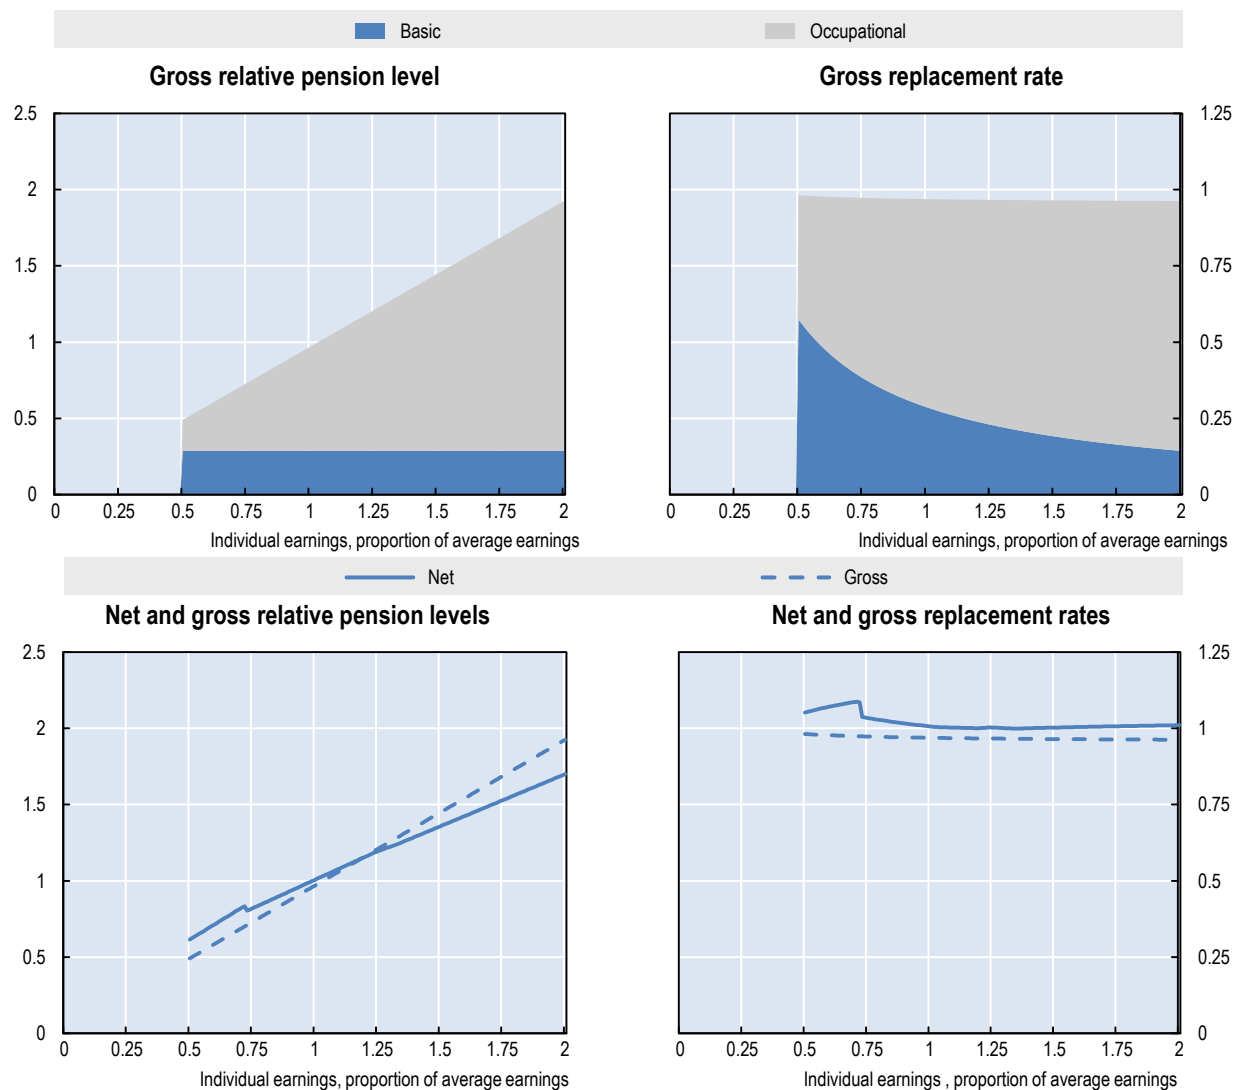 Basic Occupational
Gross relative pension level Gross replacement rate
2.5 1.25
2 1
1.5 0.75
1 0.5
0.5 0.25
0 0
0 0.25 0.5 0.75 1 1.25 1.5 1.75 2 0 0.25 0.5 0.75 1 1.25 1.5 1.75 2
Individual earnings, proportion of average earnings Individual earnings, proportion of average earnings
Net Gross
Net and gross relative pension levels Net and gross replacement rates
2.5 1.25
2 1
1.5 0.75
1 0.5
0.5 0.25
0 0
0 0.25 0.5 0.75 1 1.25 1.5 1.75 2 0 0.25 0.5 0.75 1 1.25 1.5 1.75 2
Individual earnings, proportion of average earnings Individual earnings , proportion of average earnings